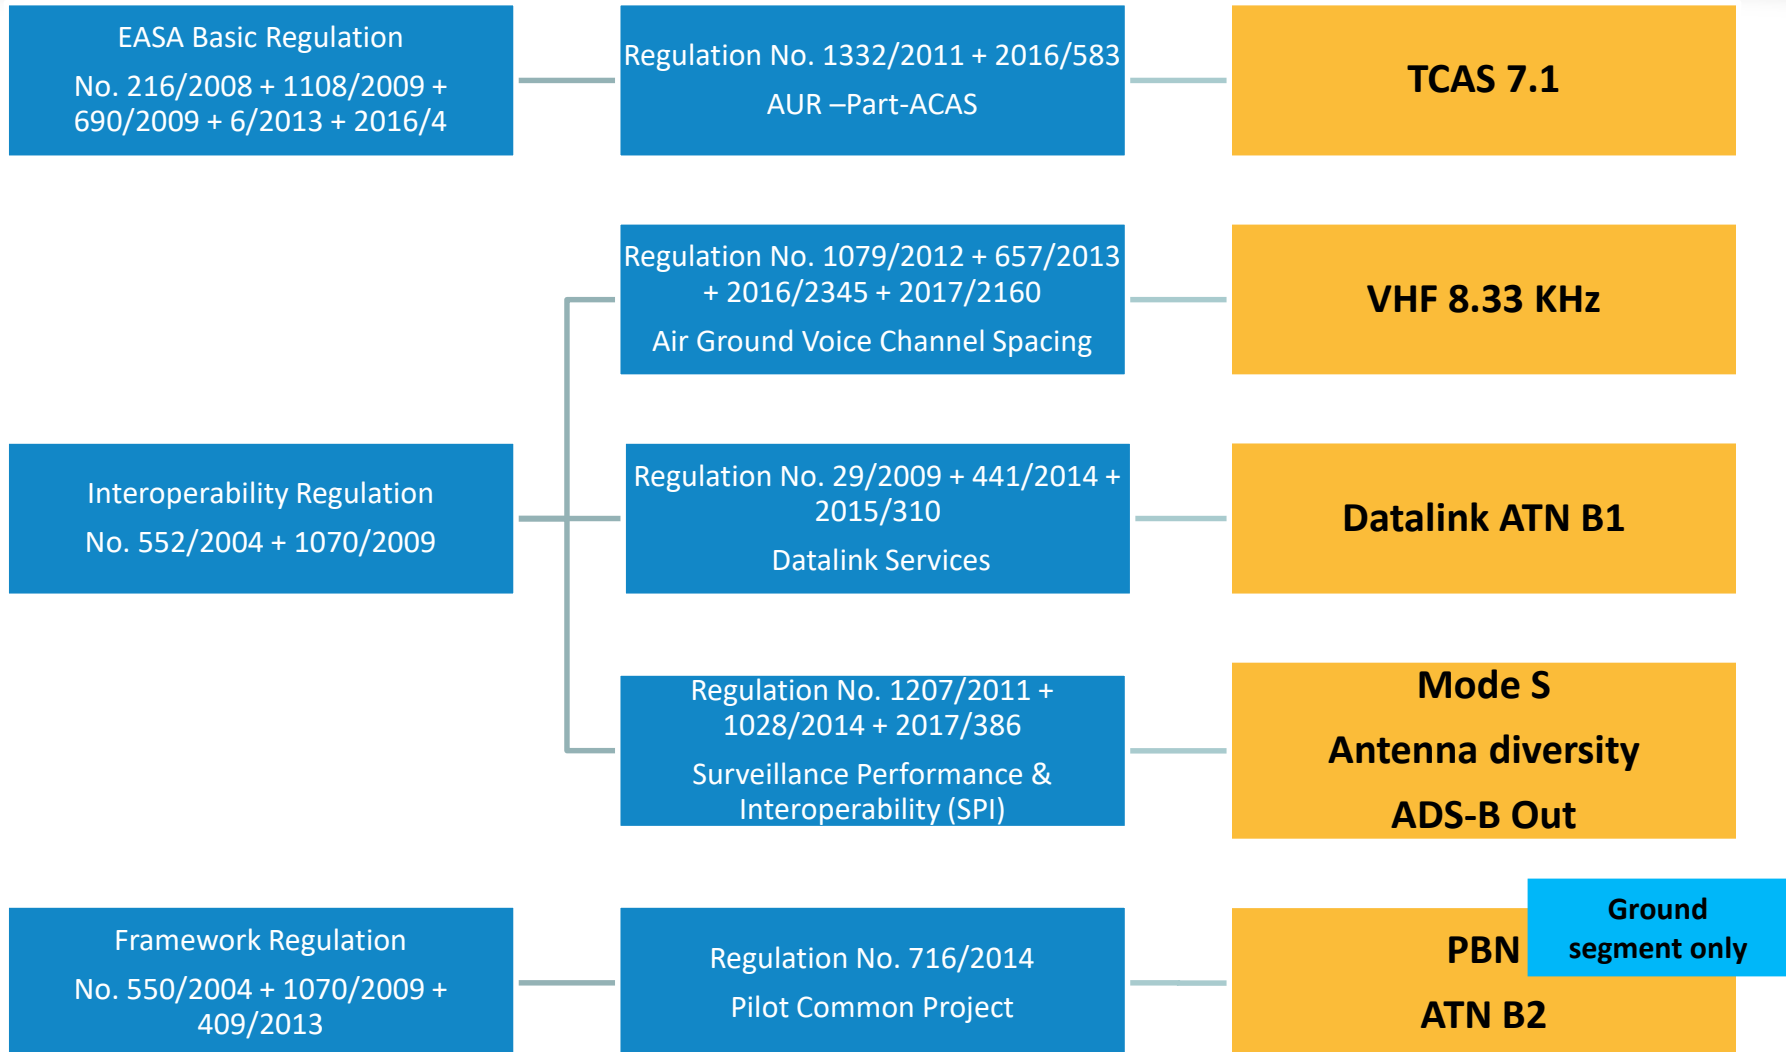 EASA Basic Regulation
No. 216/2008 + 1108/2009 +
690/2009 + 6/2013 + 2016/4
Regulation No. 1332/2011 + 2016/583
AUR –Part-ACAS
TCAS 7.1
Regulation No. 1079/2012 + 657/2013
+ 2016/2345 + 2017/2160
Air Ground Voice Channel Spacing
VHF 8.33 KHz
Interoperability Regulation
No. 552/2004 + 1070/2009
Regulation No. 29/2009 + 441/2014 +
2015/310
Datalink Services
Datalink ATN B1
Regulation No. 1207/2011 +
1028/2014 + 2017/386
Surveillance Performance &
Interoperability (SPI)
Mode S
Antenna diversity
ADS-B Out
Framework Regulation
No. 550/2004 + 1070/2009 +
409/2013
Regulation No. 716/2014
Pilot Common Project
PBN
ATN B2
Ground
segment only